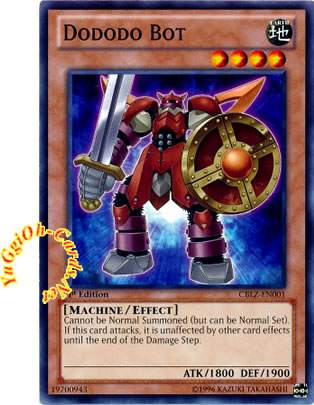 DODODO BOT
EARTH
地
YuGgiOh-Cards.Net
1st Edition
CBLZ-EN001
[MACHINE / EFFECT]
Cannot be Normal Summoned (but can be Normal Set).
If this card attacks, it is unaffected by other card effects
until the end of the Damage Step.
ATK/1800 DEF/1900
19700943
©1996 KAZUKI TAKAHASHI